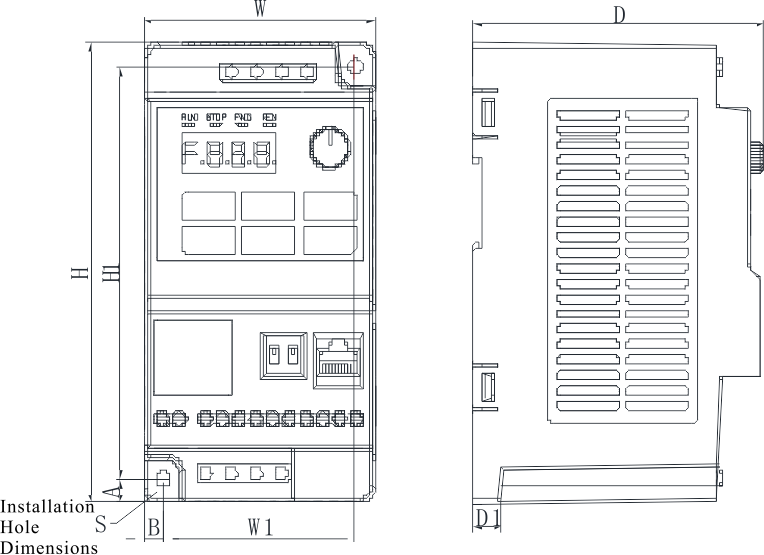 W
D
RUN STOP FWD REV
F.8.8.8.
H
H1
A
Installation
Hole
Dimensions
S
B
W1
D1